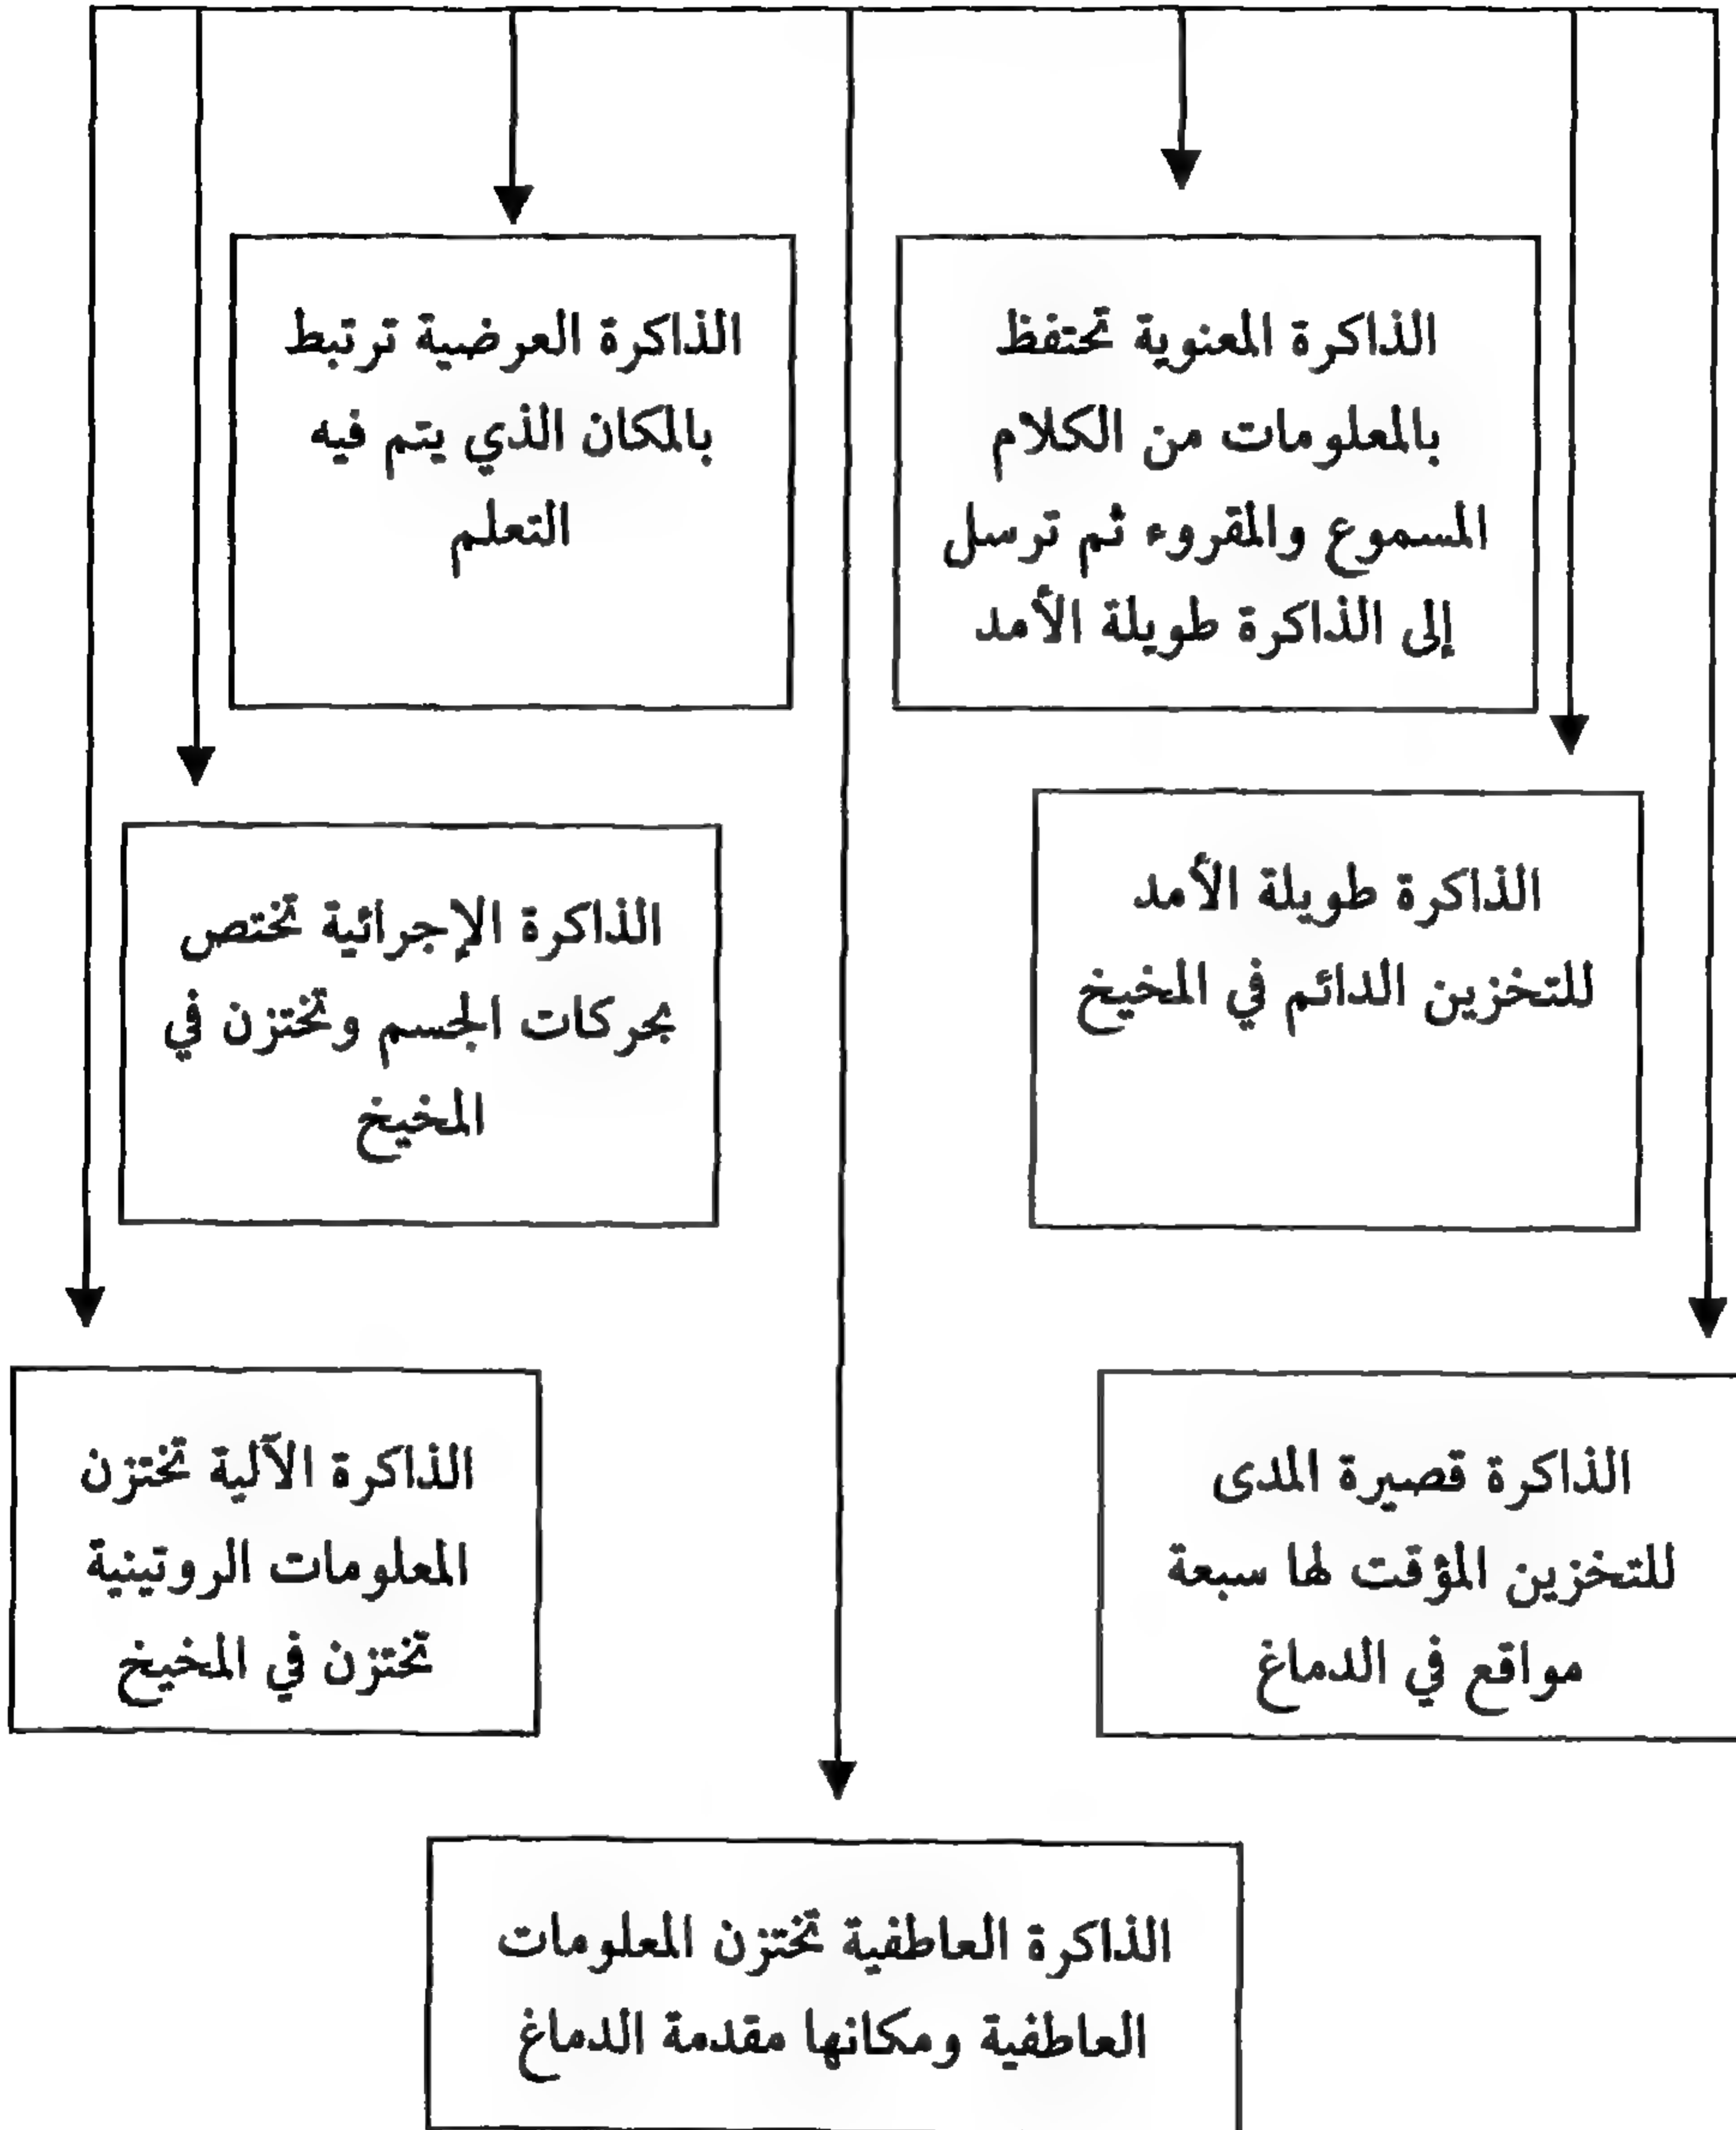 الذاكرة المعنوية تحتفظ
بالمعلومات من الكلام
المسموع والمقروء ثم ترسل
إلى الذاكرة طويلة الأمد
الذاكرة العرضية ترتبط
بالمكان الذي يتم فيه
التعلم
الذاكرة طويلة الأمد
للتخزين الدائم في المخيخ
الذاكرة الإجرائية تختص
بحركات الجسم وتختزن في
المخيخ
الذاكرة قصيرة المدى
للتخزين المؤقت لها سبعة
مواقع في الدماغ
الذاكرة الآلية تختزن
المعلومات الروتينية
تختزن في المخيخ
الذاكرة العاطفية تختزن المعلومات
العاطفية ومكانها مقدمة الدماغ